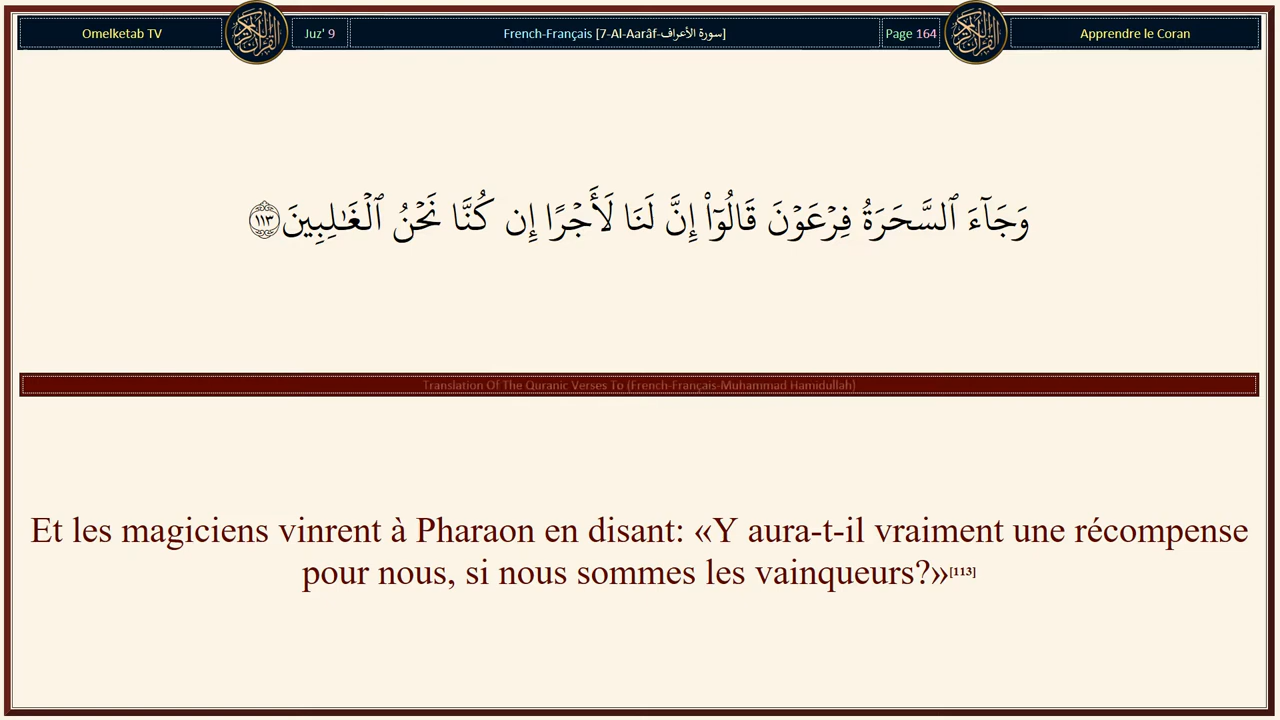 Omelketab TV
Juz' 9
French-Français [7-Al-Aarâf-سورة الأعراف]
Page 164
Apprendre le Coran
وَجَآءَ ٱلسَّحَرَةُ فِرْعَوْنَ قَالُوٓا۟ إِنَّ لَنَا لَأَجْرًا إِن كُنَّا نَحْنُ ٱلْغَـٰلِبِينَ ١١٣
Translation Of The Quranic Verses To (French-Français-Muhammad Hamidullah)
Et les magiciens vinrent à Pharaon en disant: «Y aura-t-il vraiment une récompense
pour nous, si nous sommes les vainqueurs?»[113]